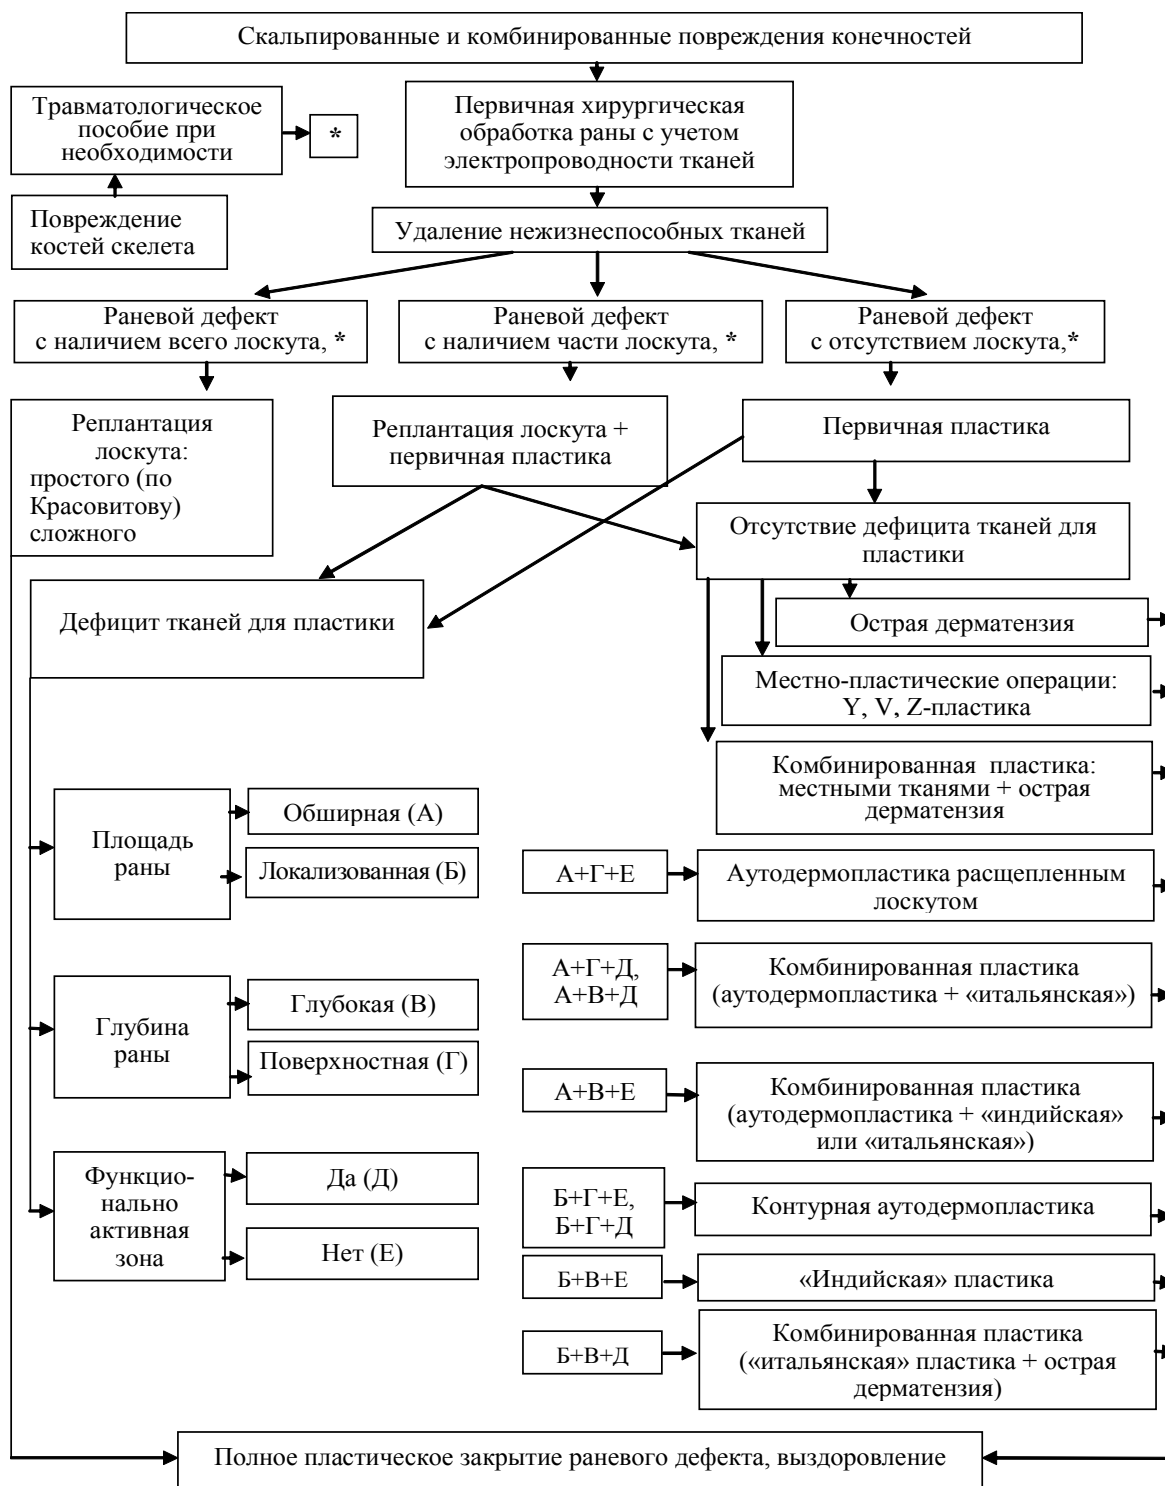 Скальпированные и комбинированные повреждения конечностей
Травматологическое
пособие при
необходимости
*
Первичная хирургическая
обработка раны с учетом
электропроводности тканей
Повреждение
костей скелета
Удаление нежизнеспособных тканей
Раневой дефект
с наличием всего лоскута, *
Раневой дефект
с наличием части лоскута, *
Раневой дефект
с отсутствием лоскута,*
Реплантация
лоскута:
простого (по
Красовитову)
сложного
Реплантация лоскута +
первичная пластика
Первичная пластика
Отсутствие дефицита тканей для
пластики
Дефицит тканей для пластики
Острая дерматензия
Местно-пластические операции:
Y, V, Z-пластика
Комбинированная пластика:
местными тканями + острая
дерматензия
Площадь
раны
Обширная (А)
Локализованная (Б)
Глубина
раны
Глубокая (В)
Поверхностная (Г)
Функцио-
нально
активная
зона
Да (Д)
Нет (Е)
А+Г+Е
Аутодермопластика расщепленным
лоскутом
А+Г+Д,
А+В+Д
Комбинированная пластика
(аутодермопластика + «итальянская»)
А+В+Е
Комбинированная пластика
(аутодермопластика + «индийская»
или «итальянская»)
Б+Г+Е,
Б+Г+Д
Контурная аутодермопластика
Б+В+Е
«Индийская» пластика
Б+В+Д
Комбинированная пластика
(«итальянская» пластика + острая
дерматензия)
Полное пластическое закрытие раневого дефекта, выздоровление